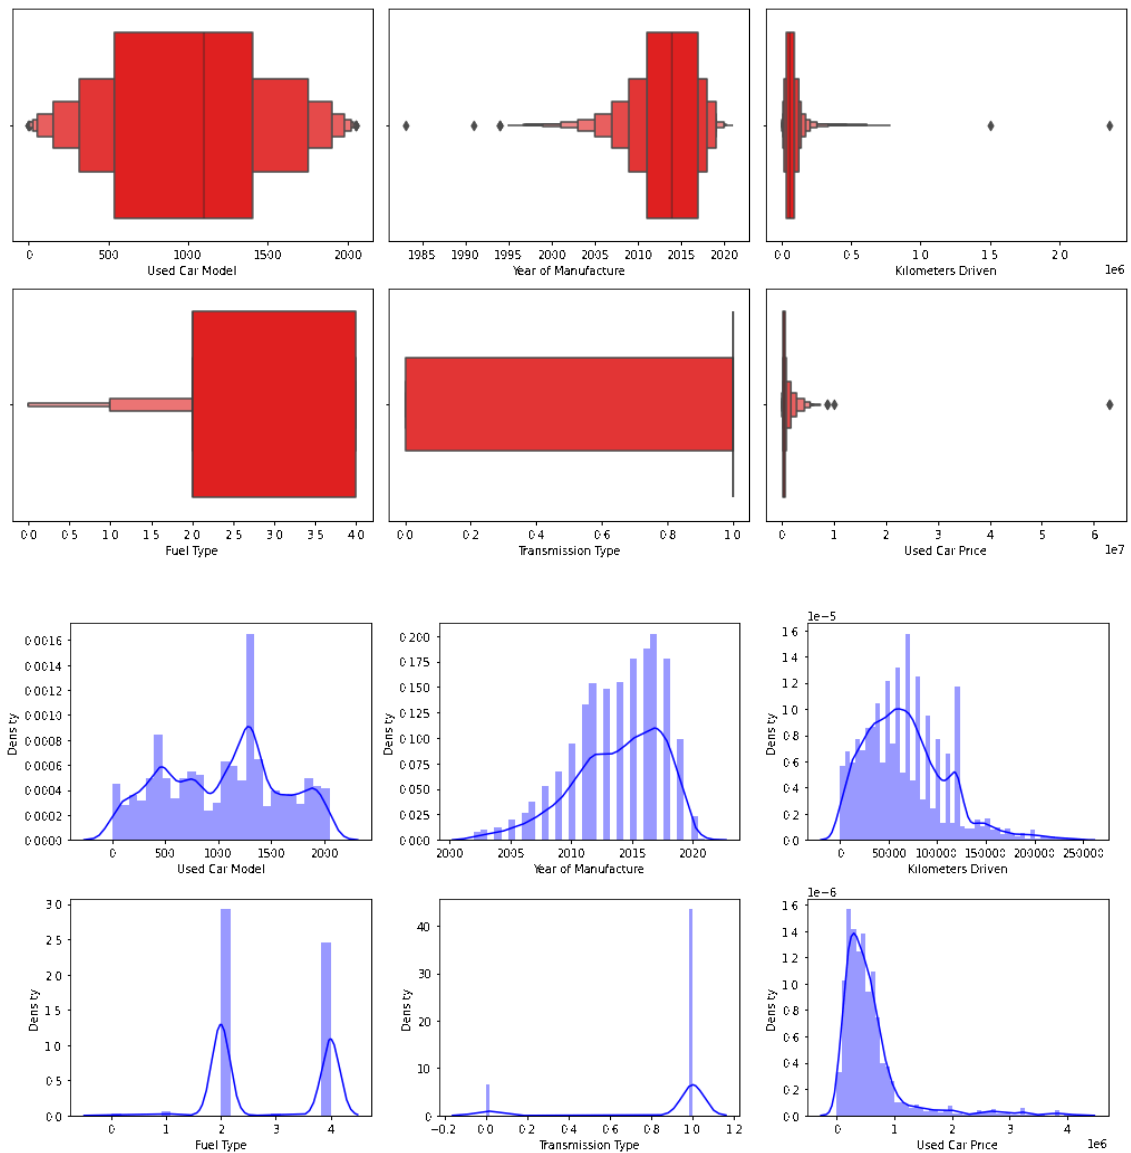 0 500 1000 1500 2000
Used Car Model
1985 1990 1995 2000 2005 2010 2015 2020
Year of Manufacture
0.0 0.5 1.0 1.5 2.0
Kilometers Driven
1e6
0.0 0.5 1.0 1.5 2.0 2.5 3.0 3.5 4.0
Fuel Type
0.0 0.2 0.4 0.6 0.8 1.0
Transmission Type
0 1 2 3 4 5 6
Used Car Price
1e7
0.0016
0.0014
0.0012
0.0010
0.0008
0.0006
0.0004
0.0002
0.0000
Density
0 500 1000 1500 2000
Used Car Model
0.200
0.175
0.150
0.125
0.100
0.075
0.050
0.025
0.000
Density
2000 2005 2010 2015 2020
Year of Manufacture
1e-5
1.6
1.4
1.2
1.0
0.8
0.6
0.4
0.2
0.0
Density
0 50000 100000 150000 200000 250000
Kilometers Driven
3.0
2.5
2.0
1.5
1.0
0.5
0.0
Density
0 1 2 3 4
Fuel Type
40
30
20
10
0
Density
−0.2 0.0 0.2 0.4 0.6 0.8 1.0 1.2
Transmission Type
1e-6
1.6
1.4
1.2
1.0
0.8
0.6
0.4
0.2
0.0
Density
0 1 2 3 4
Used Car Price
1e6